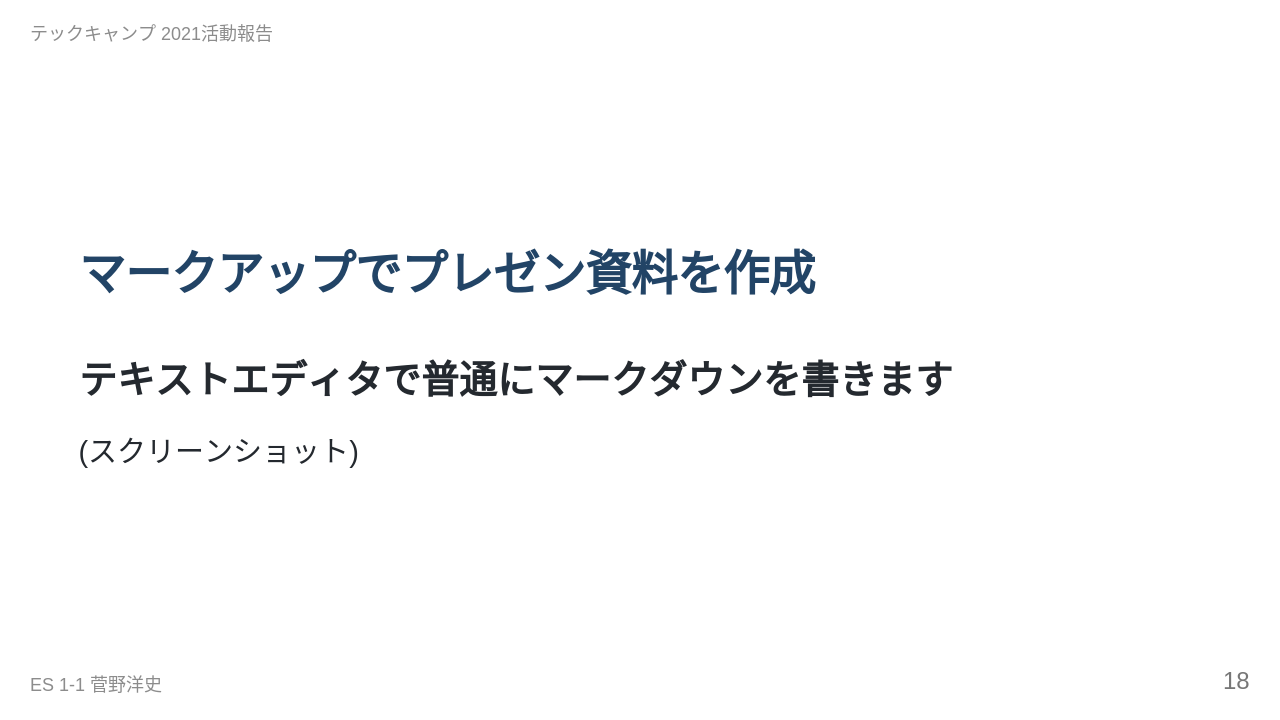 テックキャンプ 2021活動報告
マークアップでプレゼン資料を作成
テキストエディタで普通にマークダウンを書きます
(スクリーンショット)
ES 1-1 菅野洋史
18